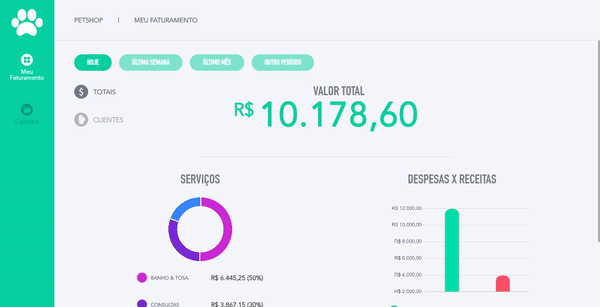 PETSHOP | MEU FATURAMENTO
Meu
Faturamento
Cadastro
HOJE
ÚLTIMA SEMANA
ÚLTIMO MÊS
OUTRO PERÍODO
TOTAIS
CLIENTES
VALOR TOTAL
R$ 10.178,60
SERVIÇOS
BANHO & TOSA R$ 6.445,25 (50%)
CONSULTAS R$ 3.867,15 (30%)
DESPESAS X RECEITAS
R$ 12.000,00
R$ 10.000,00
R$ 8.000,00
R$ 6.000,00
R$ 4.000,00
R$ 2.000,00